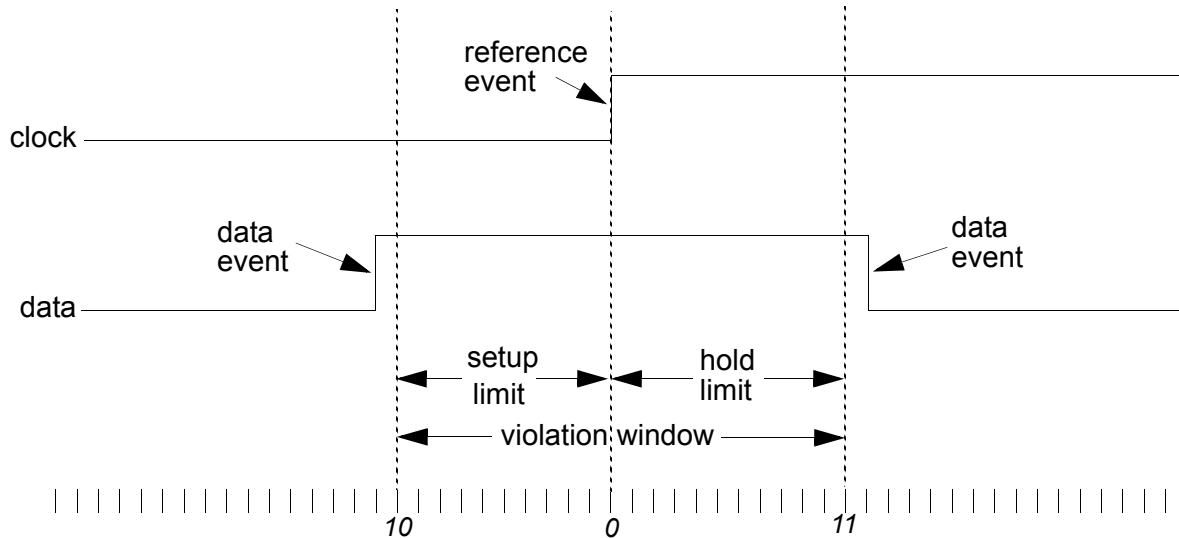 reference
event
clock
data
event
data
event
data
setup
limit
hold
limit
violation window
10
0
11